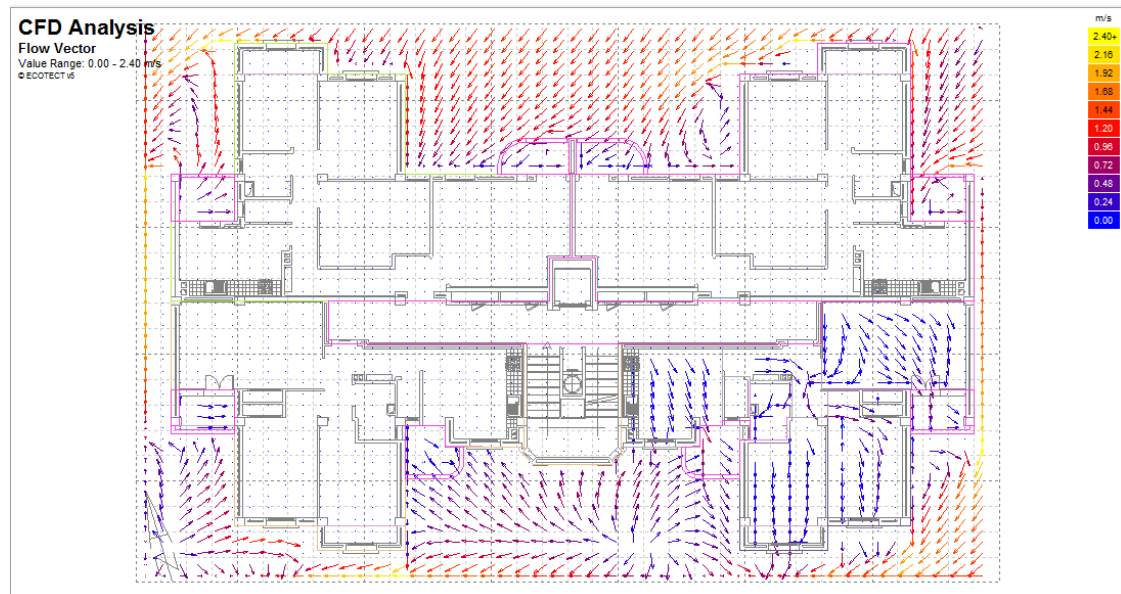 CFD Analysis
Flow Vector
Value Range: 0.00 - 2.40 m/s
© ECOTECT v5
m/s
2.40+
2.16
1.92
1.68
1.44
1.20
0.96
0.72
0.48
0.24
0.00